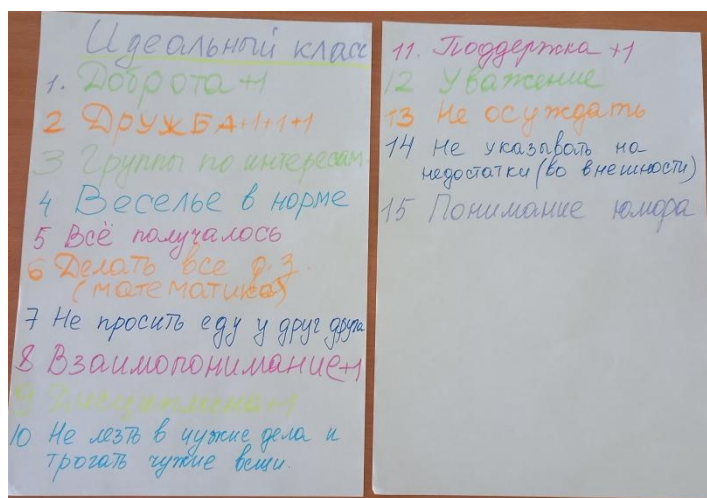 Идеальный класс
1. Доброта +1
2 ДРУЖБА+1+1+1
3 Группы по интересам
4 Веселье в норме
5 Всё получалось
6 Делать все д.з.
(математика)
7 Не просить еду у друг друга
8 Взаимопонимание+1
9 Дисциплина+1
10 Не лезть в чужие дела и
трогать чужие вещи.
11. Поддержка +1
12 Уважение
13 Не осуждать
14 Не указывать на
недостатки (во внешности)
15 Понимание юмора